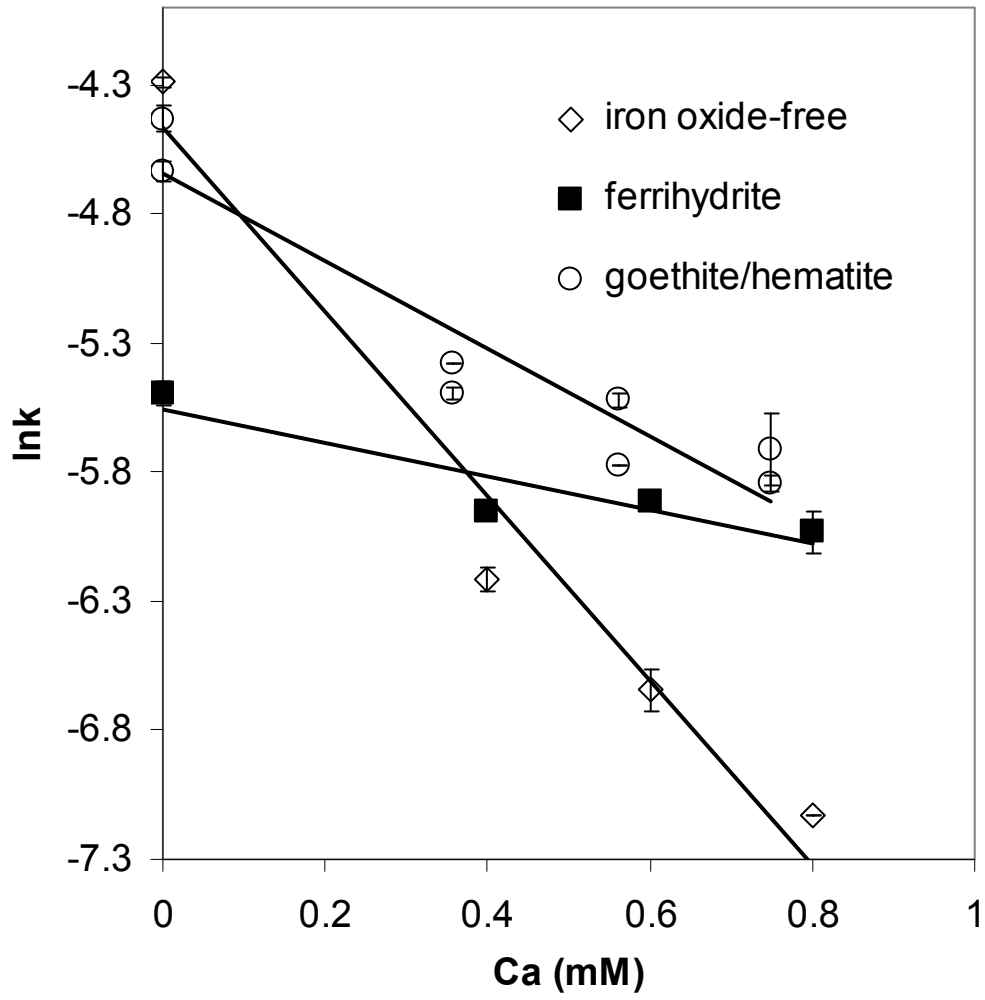 -4.3
-4.8
-5.3
-5.8
-6.3
-6.8
-7.3
lnk
iron oxide-free
ferrihydrite
goethite/hematite
0 0.2 0.4 0.6 0.8 1
Ca (mM)